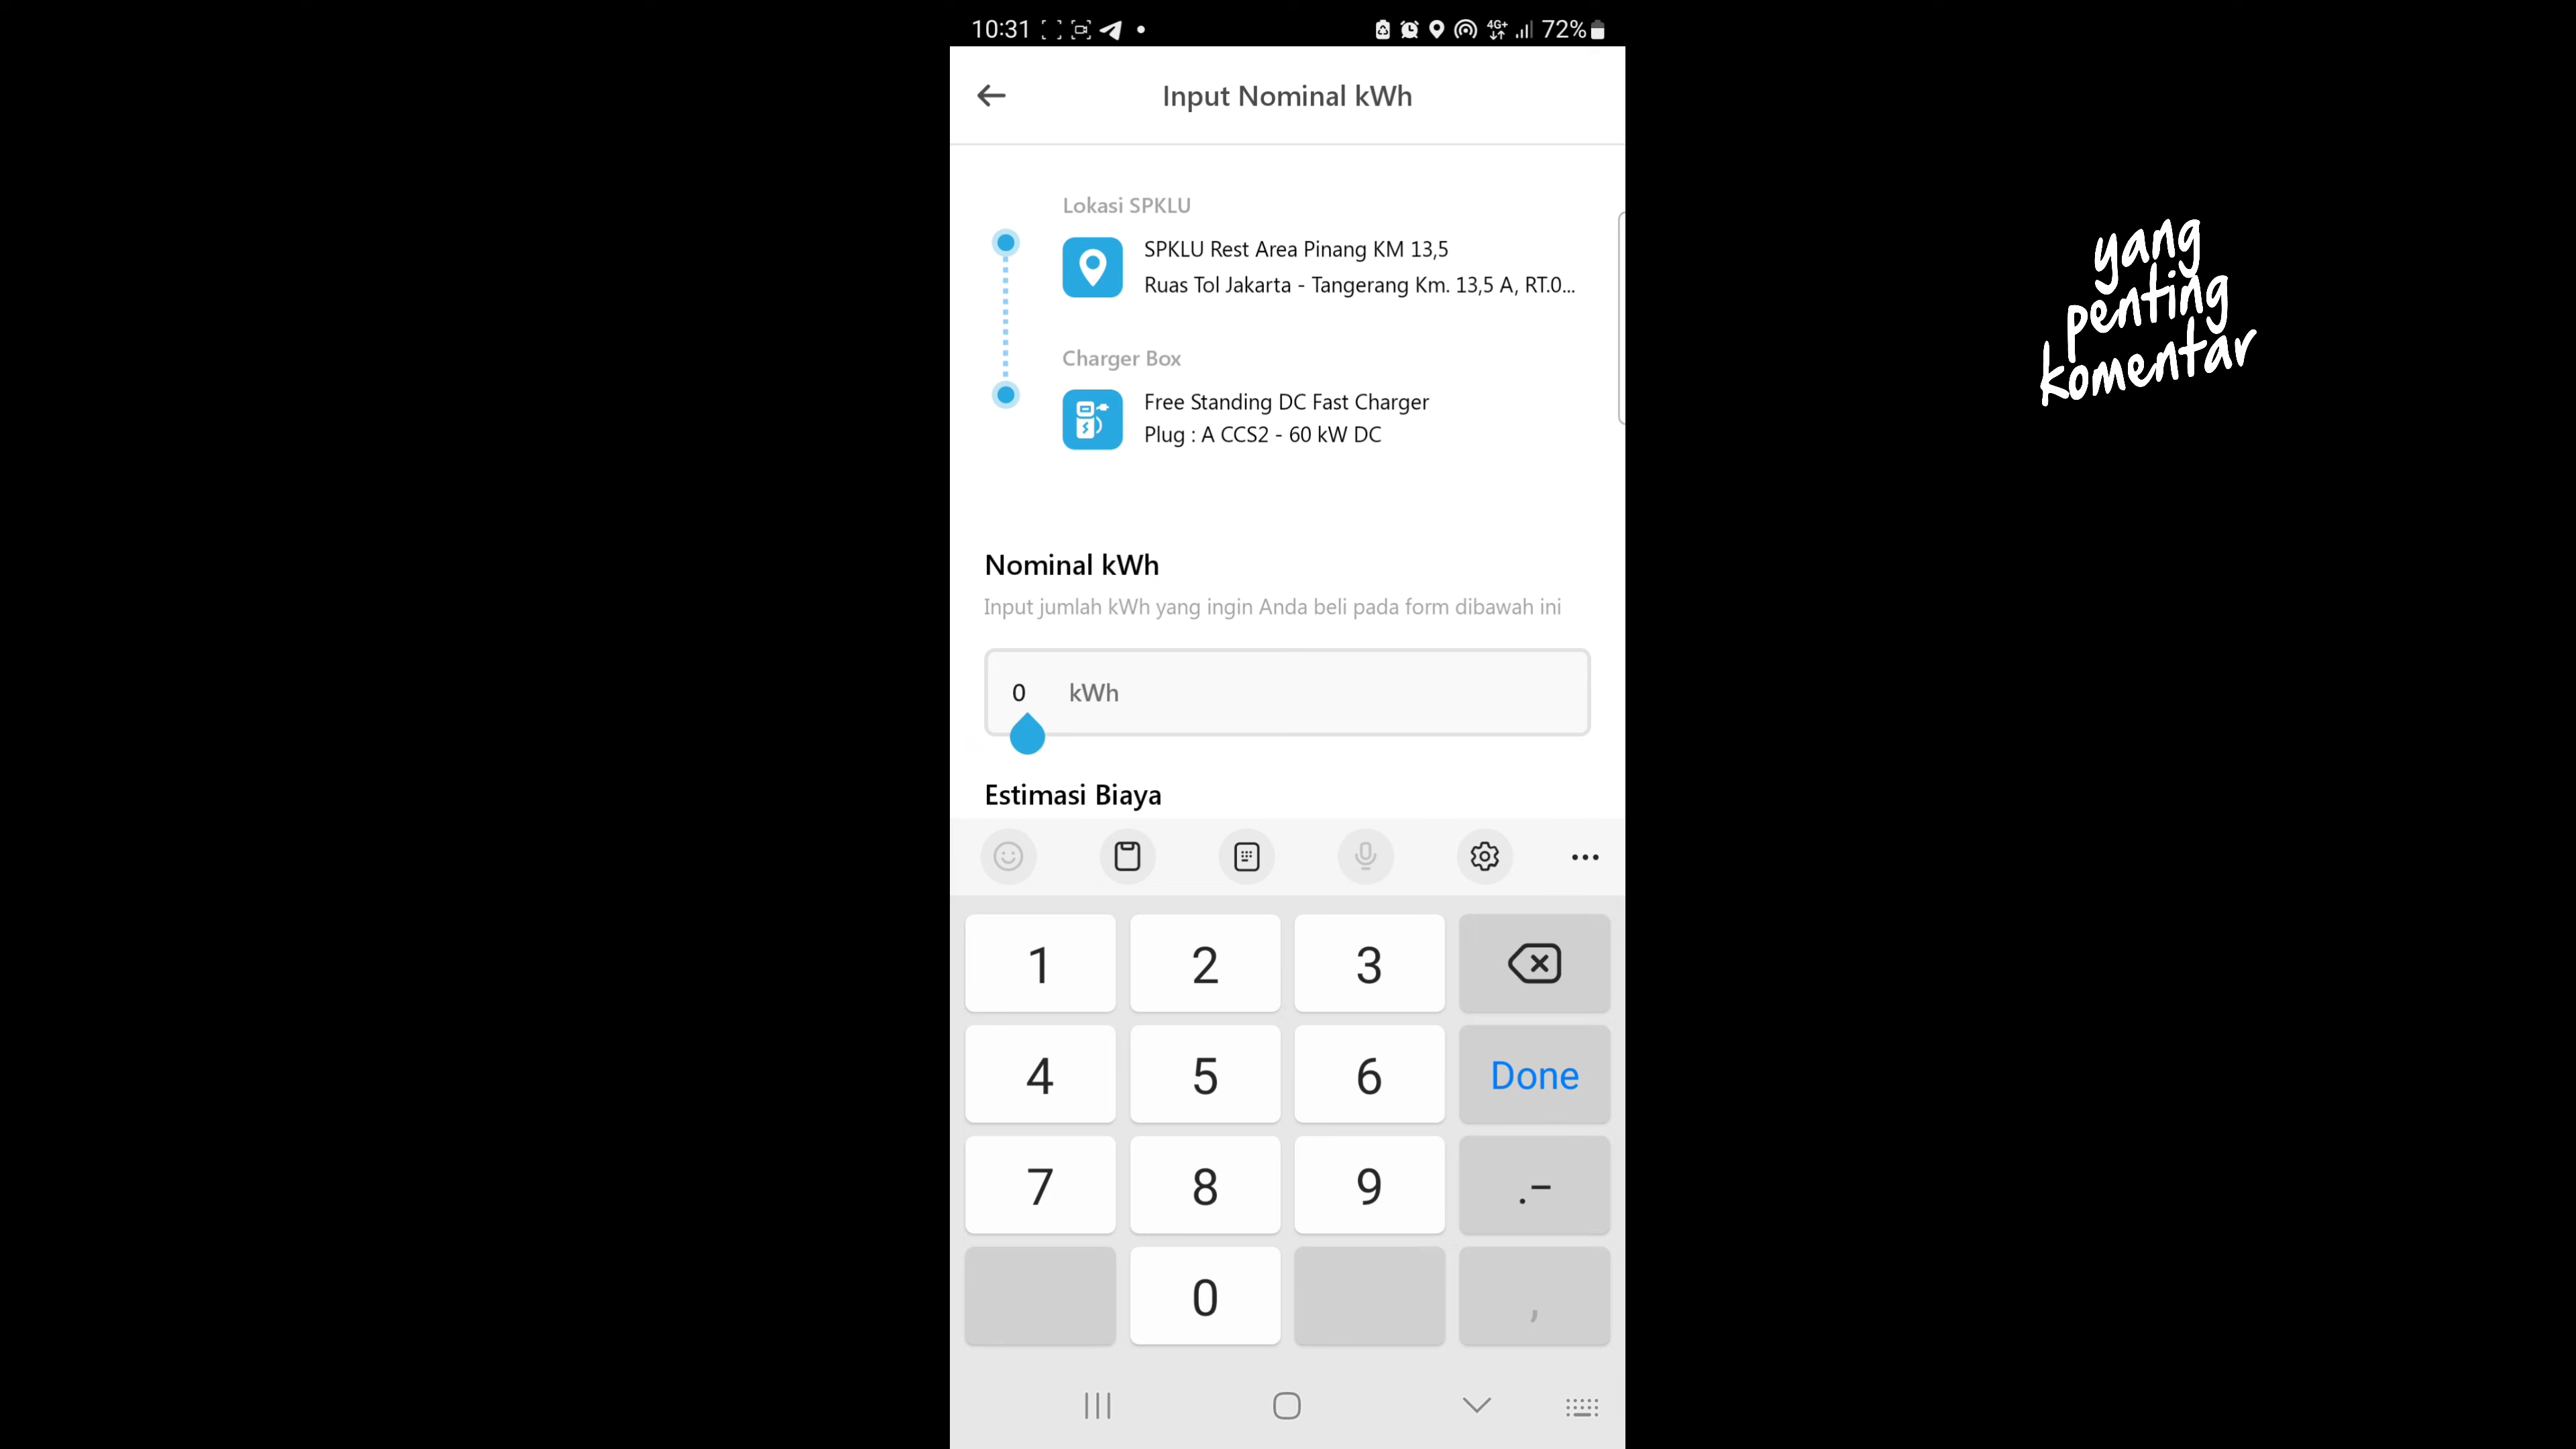 10:31
4G+
72%
Input Nominal kWh
Lokasi SPKLU
SPKLU Rest Area Pinang KM 13,5
Ruas Tol Jakarta - Tangerang Km. 13,5 A, RT.0...
Charger Box
Free Standing DC Fast Charger
Plug : A CCS2 - 60 kW DC
Nominal kWh
Input jumlah kWh yang ingin Anda beli pada form dibawah ini
0 kWh
Estimasi Biaya
1 2 3
4 5 6 Done
7 8 9 .-
0 ,
yang
penting
komentar